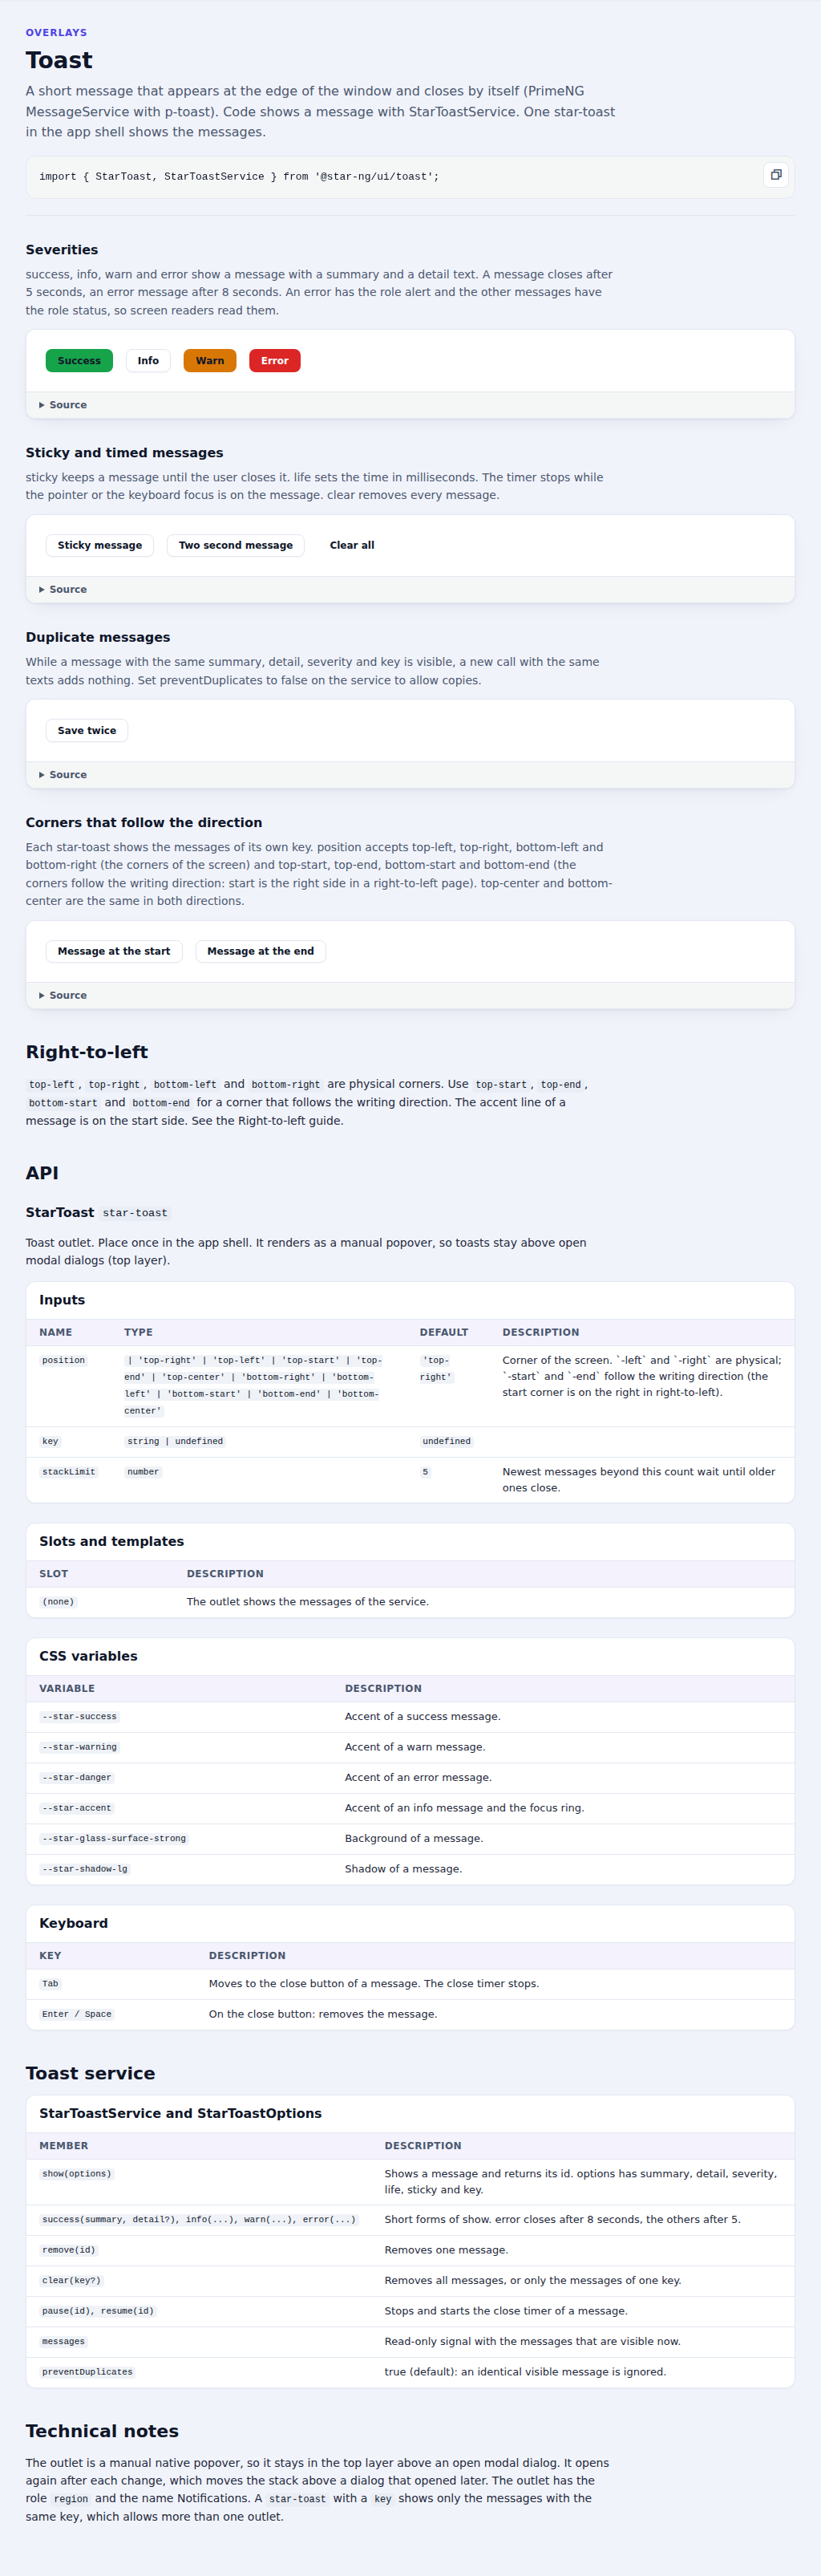 OVERLAYS
Toast
A short message that appears at the edge of the window and closes by itself (PrimeNG
MessageService with p-toast). Code shows a message with StarToastService. One star-toast
in the app shell shows the messages.
import { StarToast, StarToastService } from '@star-ng/ui/toast';
Severities
success, info, warn and error show a message with a summary and a detail text. A message closes after
5 seconds, an error message after 8 seconds. An error has the role alert and the other messages have
the role status, so screen readers read them.
Success Info Warn Error
Source
Sticky and timed messages
sticky keeps a message until the user closes it. life sets the time in milliseconds. The timer stops while
the pointer or the keyboard focus is on the message. clear removes every message.
Sticky message Two second message Clear all
Source
Duplicate messages
While a message with the same summary, detail, severity and key is visible, a new call with the same
texts adds nothing. Set preventDuplicates to false on the service to allow copies.
Save twice
Source
Corners that follow the direction
Each star-toast shows the messages of its own key. position accepts top-left, top-right, bottom-left and
bottom-right (the corners of the screen) and top-start, top-end, bottom-start and bottom-end (the
corners follow the writing direction: start is the right side in a right-to-left page). top-center and bottom-
center are the same in both directions.
Message at the start Message at the end
Source
Right-to-left
top-left, top-right, bottom-left and bottom-right are physical corners. Use top-start, top-end,
bottom-start and bottom-end for a corner that follows the writing direction. The accent line of a
message is on the start side. See the Right-to-left guide.
API
StarToast star-toast
Toast outlet. Place once in the app shell. It renders as a manual popover, so toasts stay above open
modal dialogs (top layer).
Inputs
NAME TYPE DEFAULT DESCRIPTION
position | 'top-right' | 'top-left' | 'top-start' | 'top- 'top- Corner of the screen. `-left` and `-right` are physical;
end' | 'top-center' | 'bottom-right' | 'bottom- right' `-start` and `-end` follow the writing direction (the
left' | 'bottom-start' | 'bottom-end' | 'bottom- start corner is on the right in right-to-left).
center'
key string | undefined undefined
stackLimit number 5 Newest messages beyond this count wait until older
ones close.
Slots and templates
SLOT DESCRIPTION
(none) The outlet shows the messages of the service.
CSS variables
VARIABLE DESCRIPTION
--star-success Accent of a success message.
--star-warning Accent of a warn message.
--star-danger Accent of an error message.
--star-accent Accent of an info message and the focus ring.
--star-glass-surface-strong Background of a message.
--star-shadow-lg Shadow of a message.
Keyboard
KEY DESCRIPTION
Tab Moves to the close button of a message. The close timer stops.
Enter / Space On the close button: removes the message.
Toast service
StarToastService and StarToastOptions
MEMBER DESCRIPTION
show(options) Shows a message and returns its id. options has summary, detail, severity,
life, sticky and key.
success(summary, detail?), info(...), warn(...), error(...) Short forms of show. error closes after 8 seconds, the others after 5.
remove(id) Removes one message.
clear(key?) Removes all messages, or only the messages of one key.
pause(id), resume(id) Stops and starts the close timer of a message.
messages Read-only signal with the messages that are visible now.
preventDuplicates true (default): an identical visible message is ignored.
Technical notes
The outlet is a manual native popover, so it stays in the top layer above an open modal dialog. It opens
again after each change, which moves the stack above a dialog that opened later. The outlet has the
role region and the name Notifications. A star-toast with a key shows only the messages with the
same key, which allows more than one outlet.